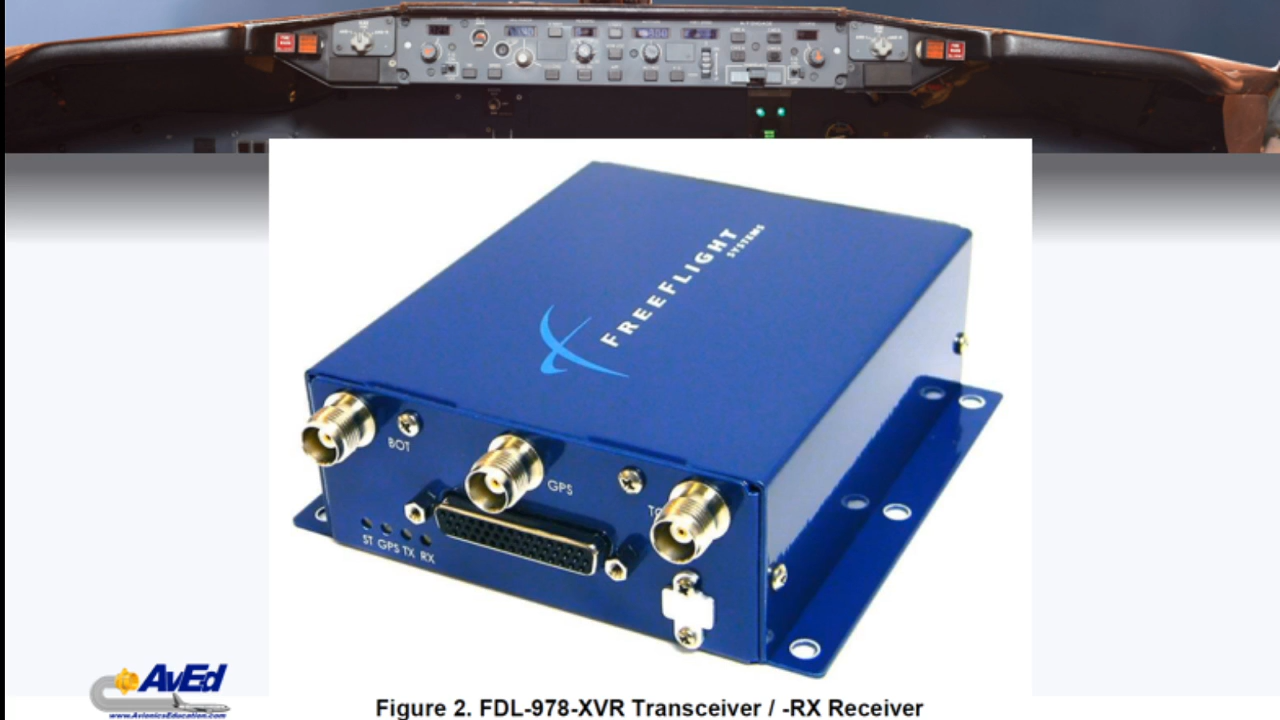 FREEFLIGHT
SYSTEMS
BOT
GPS
ST GPS TX RX
AvEd
www.AvionicsEducation.com
Figure 2. FDL-978-XVR Transceiver / -RX Receiver